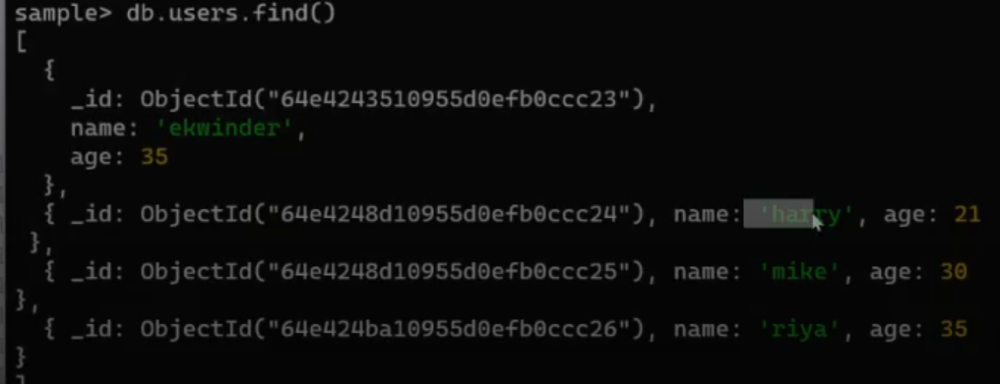 sample> db.users.find()
[
  {
    _id: ObjectId("64e4243510955d0efb0ccc23"),
    name: 'ekwinder',
    age: 35
  },
  { _id: ObjectId("64e4248d10955d0efb0ccc24"), name: 'harry', age: 21
 },
  { _id: ObjectId("64e4248d10955d0efb0ccc25"), name: 'mike', age: 30
},
  { _id: ObjectId("64e424ba10955d0efb0ccc26"), name: 'riya', age: 35
}
]